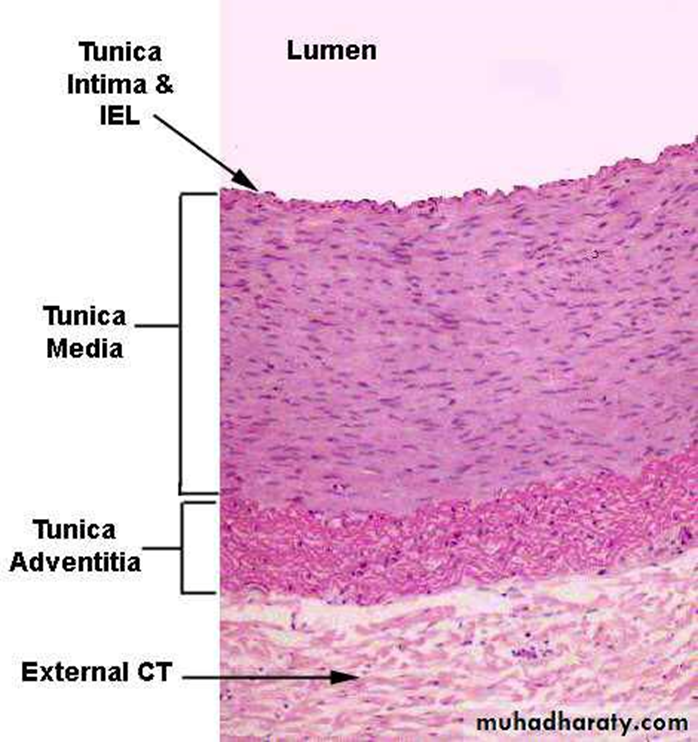 Tunica
Intima &
IEL
Lumen
Tunica
Media
Tunica
Adventitia
External CT
muhadharaty.com